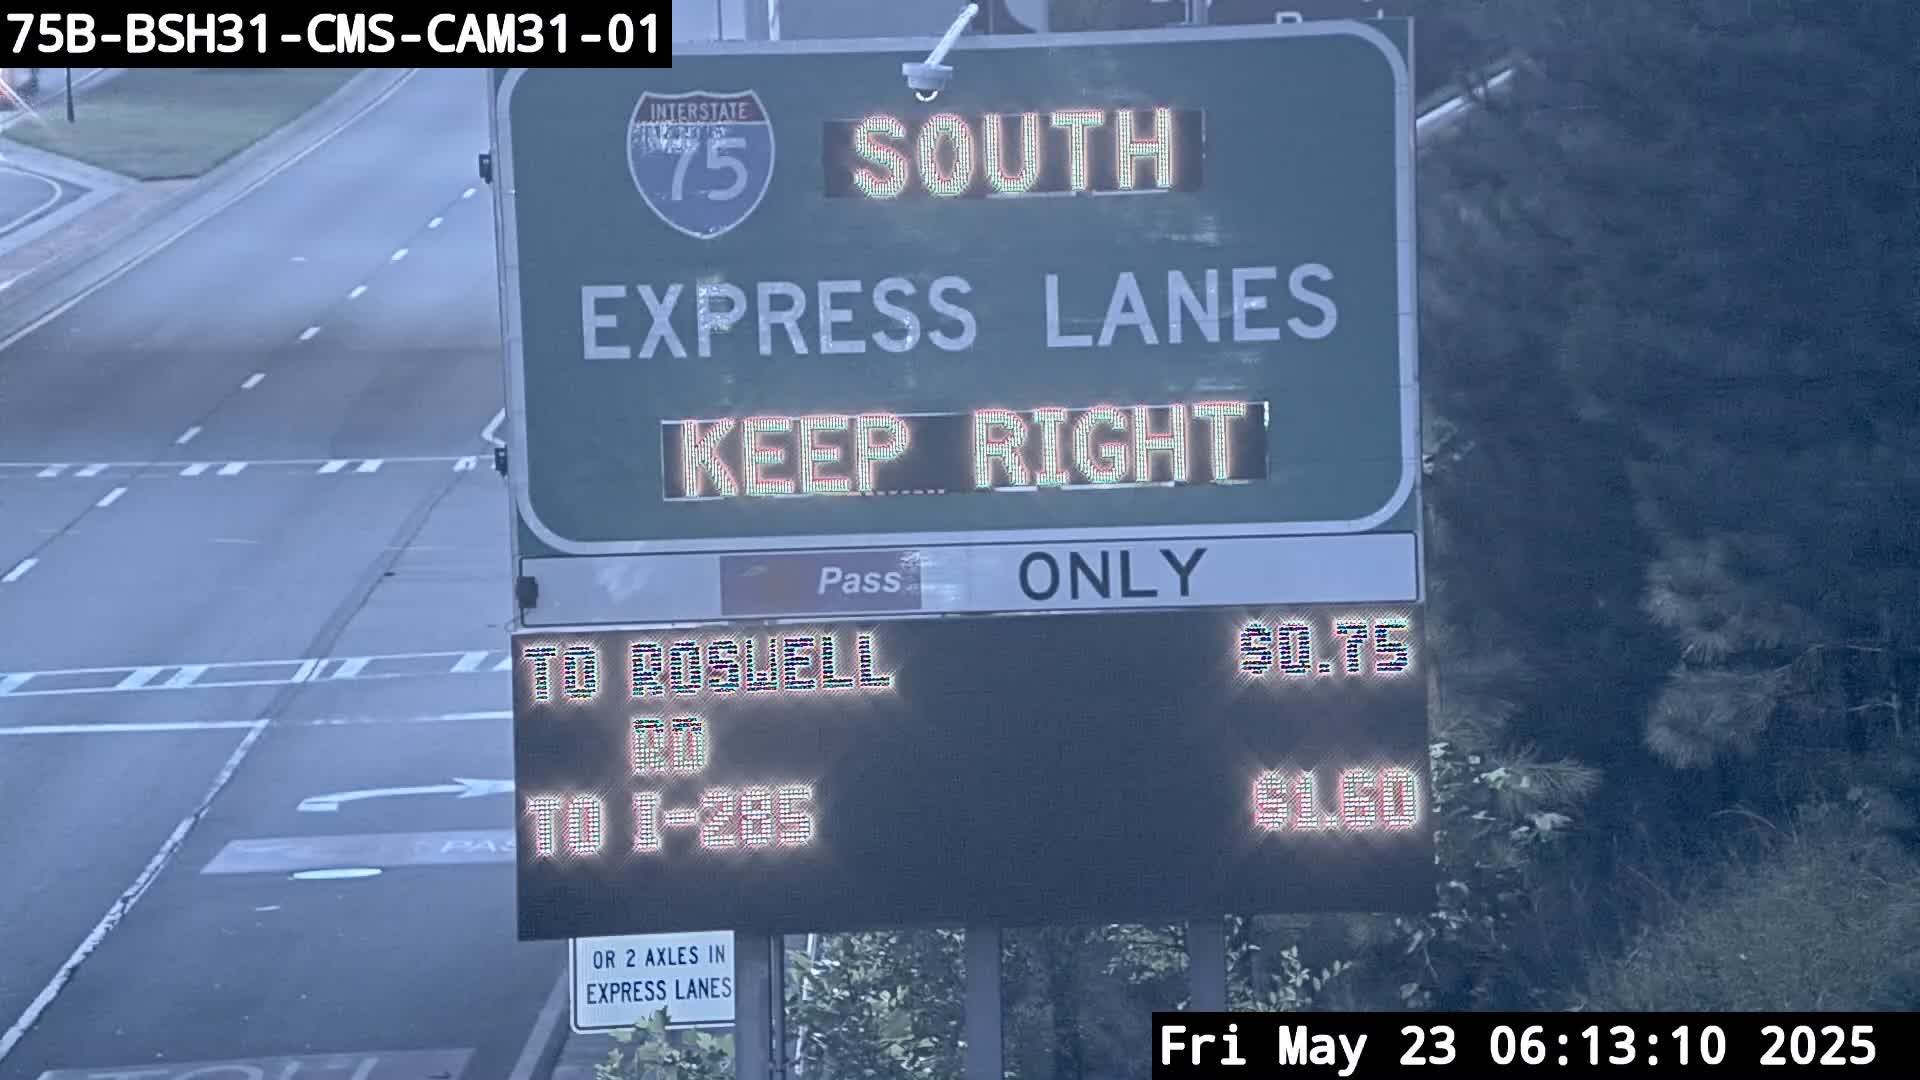 75B-BSH31-CMS-CAM31-01
INTERSTATE
75
SOUTH
EXPRESS LANES
KEEP RIGHT
Pass ONLY
TO ROSWELL $0.75
RD
TO I-285 $1.60
PAS
OR 2 AXLES IN
EXPRESS LANES
Fri May 23 06:13:10 2025